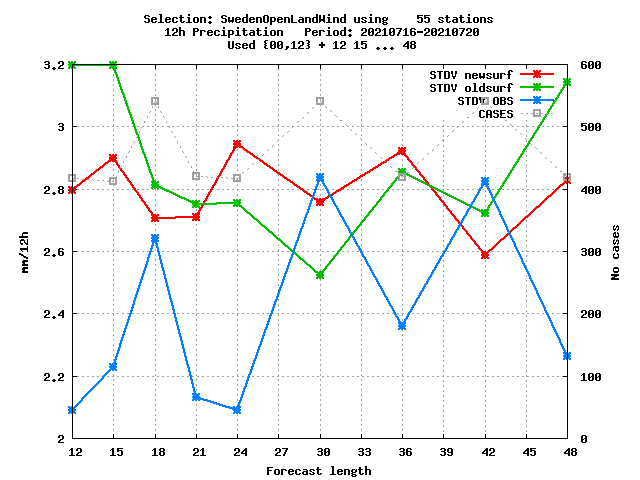 Selection: SwedenOpenLandWind using    55 stations
12h Precipitation   Period: 20210716-20210720
Used {00,12} + 12 15 ... 48
STDV newsurf
STDV oldsurf
STDV OBS
CASES
3.2
3
2.8
2.6
2.4
2.2
2
600
500
400
300
200
100
0
mm/12h
No cases
12 15 18 21 24 27 30 33 36 39 42 45 48
Forecast length